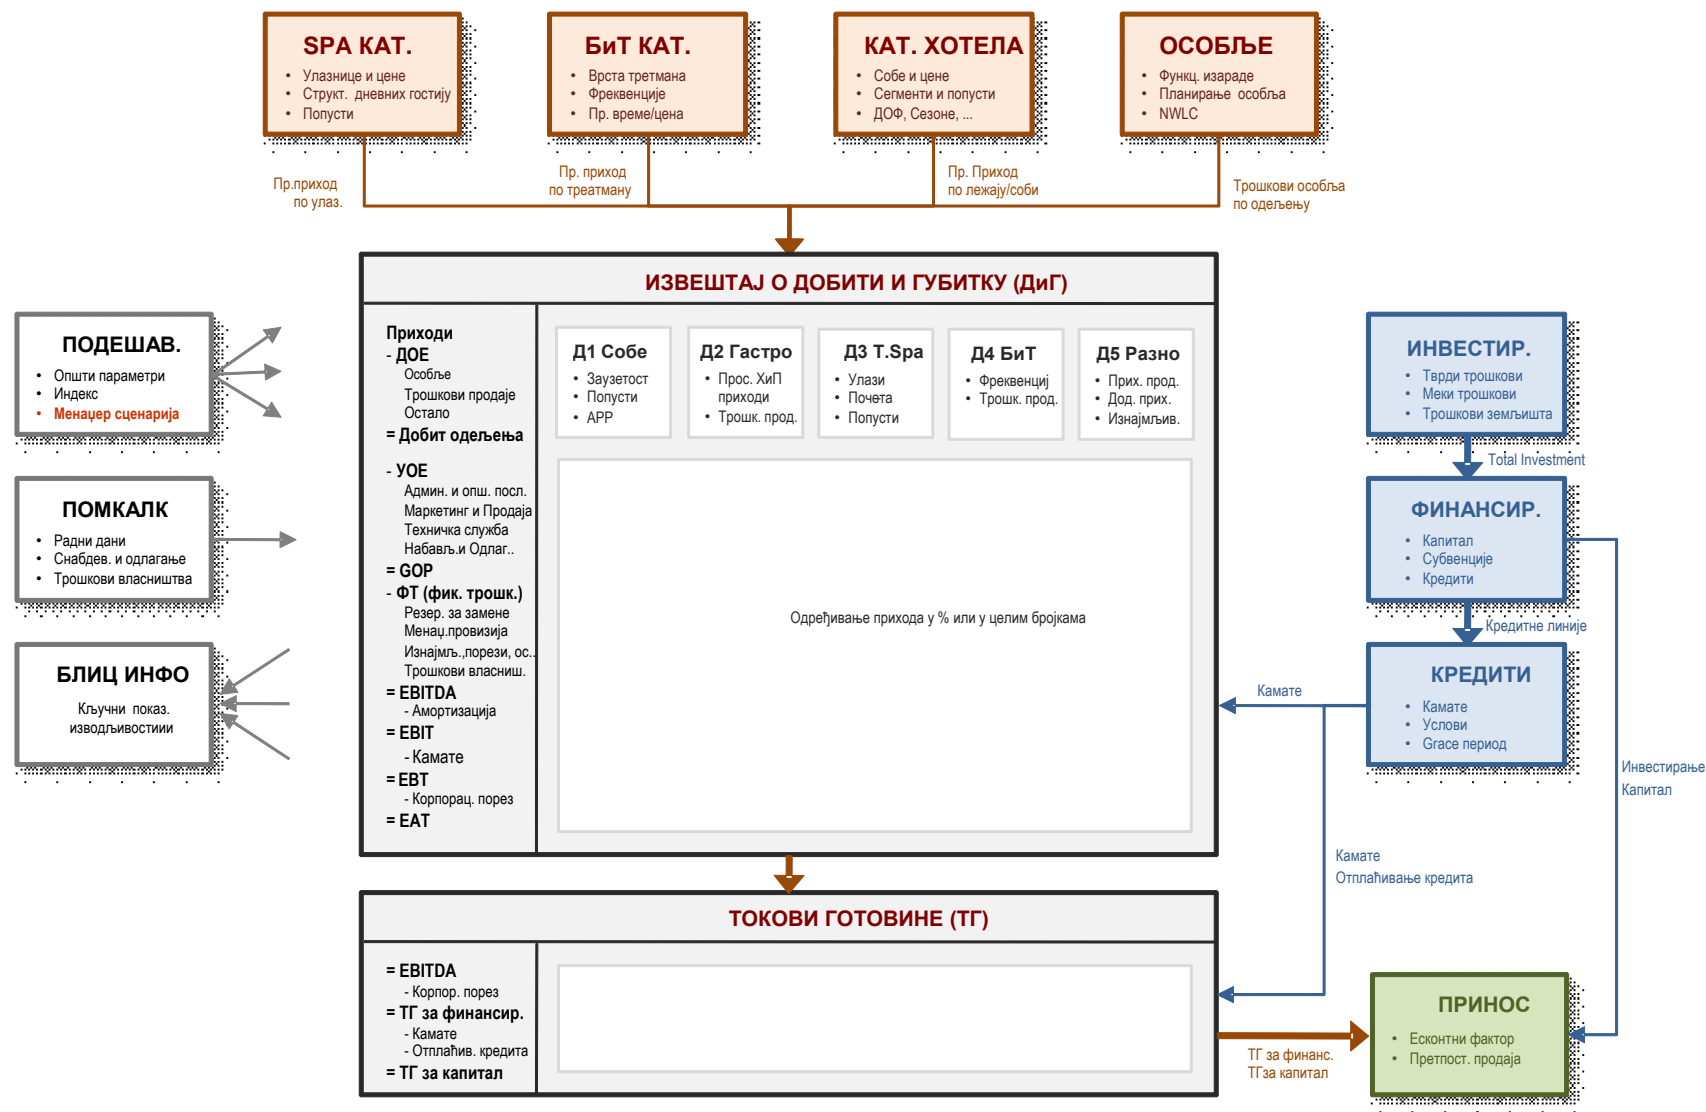 SPA КАТ.
• Улазнице и цене
• Структ. дневних гостију
• Попусти
БиТ КАТ.
• Врста третмана
• Фреквенције
• Пр. време/цена
КАТ. ХОТЕЛА
• Собе и цене
• Сегменти и попусти
• ДОФ, Сезоне, ...
ОСОБЉЕ
• Функц. изараде
• Планирање особља
• NWLC
Пр.приход
по улаз.
Пр. приход
по треатману
Пр. Приход
по лежају/соби
Трошкови особља
по одељењу
ИЗВЕШТАЈ О ДОБИТИ И ГУБИТКУ (ДиГ)
ПОДЕШАВ.
• Општи параметри
• Индекс
• Менаџер сценарија
ПОМКАЛК
• Радни дани
• Снабдев. и одлагање
• Трошкови власништва
БЛИЦ ИНФО
Кључни показ.
изводљивостиии
Приходи
- ДОЕ
Особље
Трошкови продаје
Остало
= Добит одељења
- УОЕ
Админ. и опш. посл.
Маркетинг и Продаја
Техничка служба
Набављ.и Одлаг..
= GOP
- ФТ (фик. трошк.)
Резер. за замене
Менаџ.провизија
Изнајмљ.,порези, ос..
Трошкови власниш.
= EBITDA
- Амортизација
= EBIT
- Камате
= EBT
- Корпорац. порез
= EAT
Д1 Собе
• Заузетост
• Попусти
• АРР
Д2 Гастро
• Прос. ХиП
приходи
• Трошк. прод.
Д3 Т.Spa
• Улази
• Почета
• Попусти
Д4 БиТ
• Фреквенциј
• Трошк. прод.
Д5 Разно
• Прих. прод.
• Дод. прих.
• Изнајмљив.
Одређивање прихода у % или у целим бројкама
ИНВЕСТИР.
• Тврди трошкови
• Меки трошкови
• Трошкови земљишта
Total Investment
ФИНАНСИР.
• Капитал
• Субвенције
• Кредити
Кредитне линије
КРЕДИТИ
• Камате
• Услови
• Grace период
Камате
Инвестирање
Капитал
Камате
Отплаћивање кредита
ТОКОВИ ГОТОВИНЕ (ТГ)
= EBITDA
- Корпор. порез
= ТГ за финансир.
- Камате
- Отплаћив. кредита
= ТГ за капитал
ТГ за финанс.
ТГза капитал
ПРИНОС
• Есконтни фактор
• Претпост. продаја